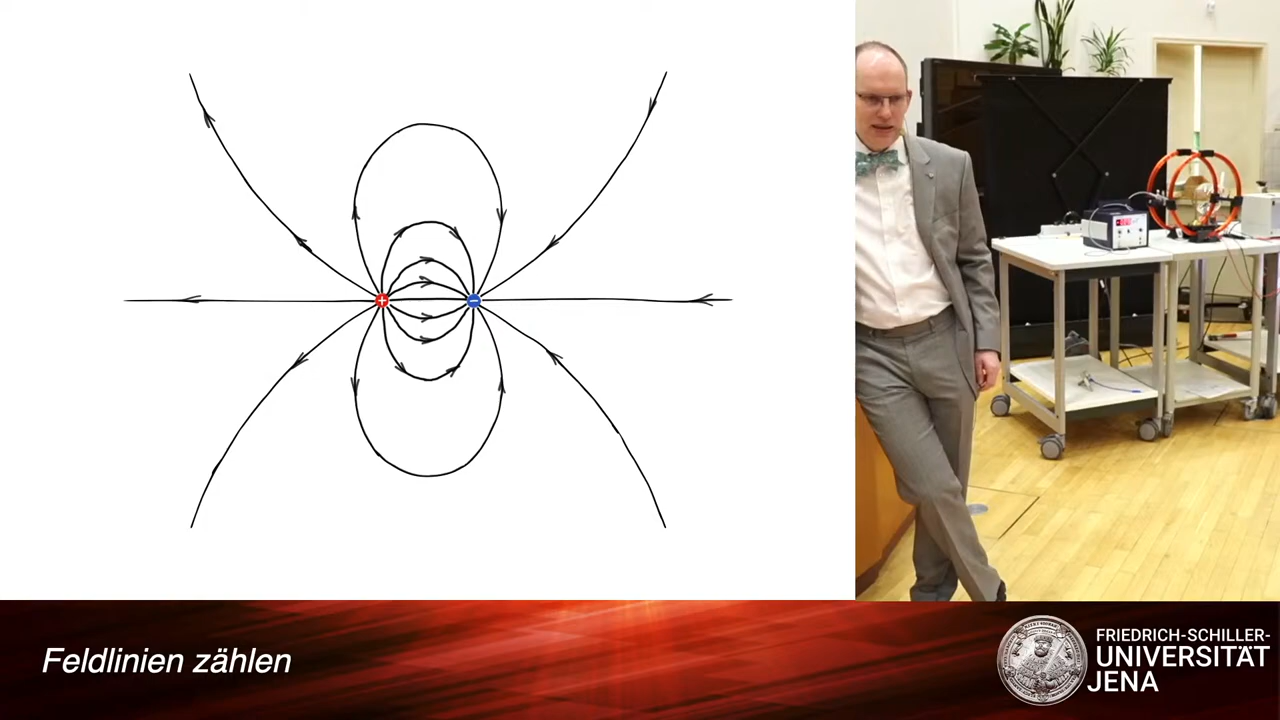 +
−
Feldlinien zählen
FRIEDRICH-SCHILLER-
UNIVERSITÄT
JENA